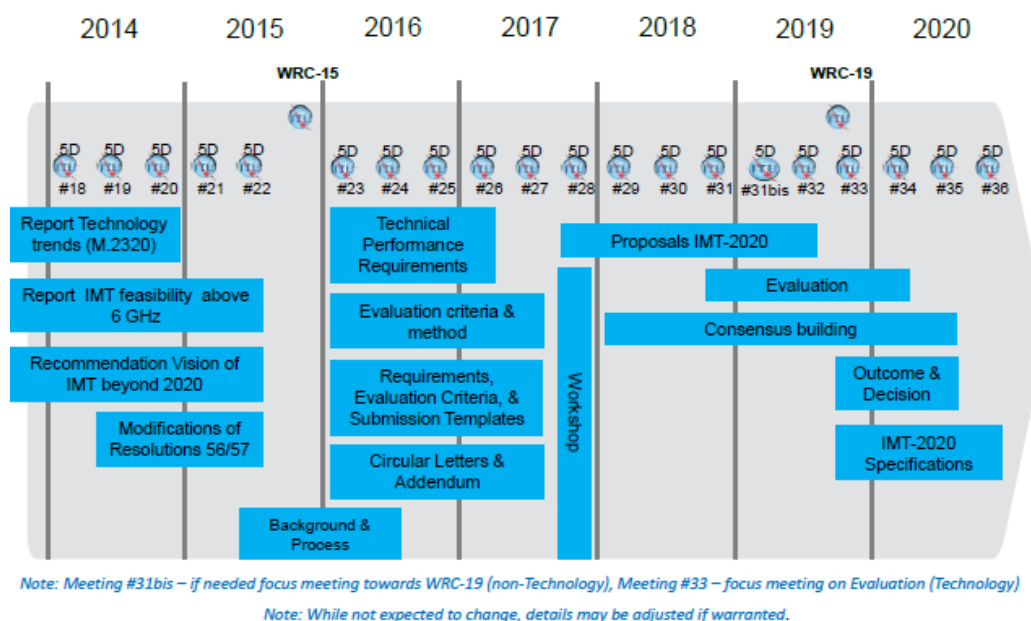 2014 2015 2016 2017 2018 2019 2020
WRC-15 WRC-19
5D 5D 5D 5D 5D 5D 5D 5D 5D 5D 5D 5D 5D 5D 5D 5D 5D 5D 5D 5D
#18 #19 #20 #21 #22 #23 #24 #25 #26 #27 #28 #29 #30 #31 #31bis #32 #33 #34 #35 #36
Report Technology
trends (M.2320)
Report IMT feasibility above
6 GHz
Recommendation Vision of
IMT beyond 2020
Modifications of
Resolutions 56/57
Background &
Process
Technical
Performance
Requirements
Evaluation criteria &
method
Requirements,
Evaluation Criteria, &
Submission Templates
Circular Letters &
Addendum
Workshop
Proposals IMT-2020
Evaluation
Consensus building
Outcome &
Decision
IMT-2020
Specifications
Note: Meeting #31bis – if needed focus meeting towards WRC-19 (non-Technology), Meeting #33 – focus meeting on Evaluation (Technology)
Note: While not expected to change, details may be adjusted if warranted.